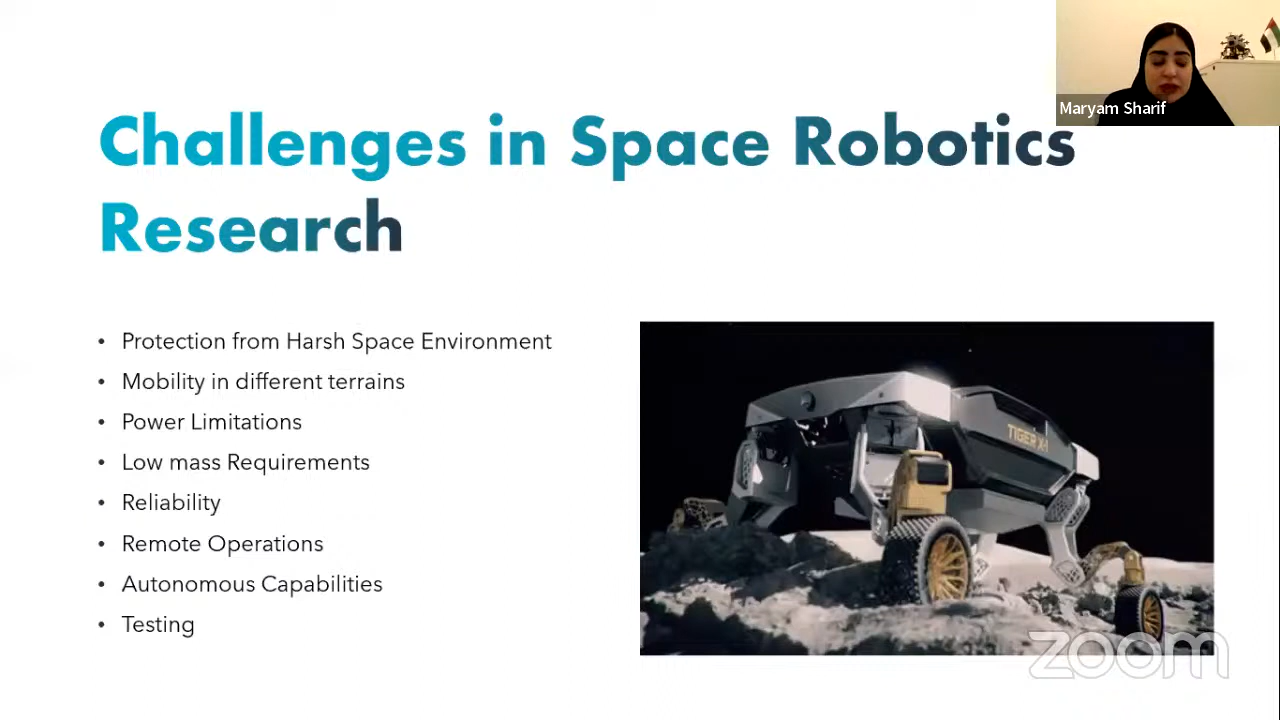 Maryam Sharif
Challenges in Space Robotics
Research
• Protection from Harsh Space Environment
• Mobility in different terrains
• Power Limitations
• Low mass Requirements
• Reliability
• Remote Operations
• Autonomous Capabilities
• Testing
TIGER X-1
zoom